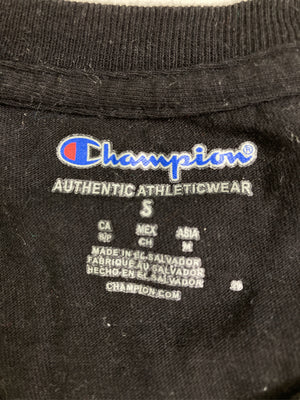 Champion®
AUTHENTIC ATHLETICWEAR
S
CA MEX ASIA
S/P CH M
MADE IN EL SALVADOR
FABRIQUÉ AU SALVADOR
HECHO EN EL SALVADOR
CHAMPION.COM